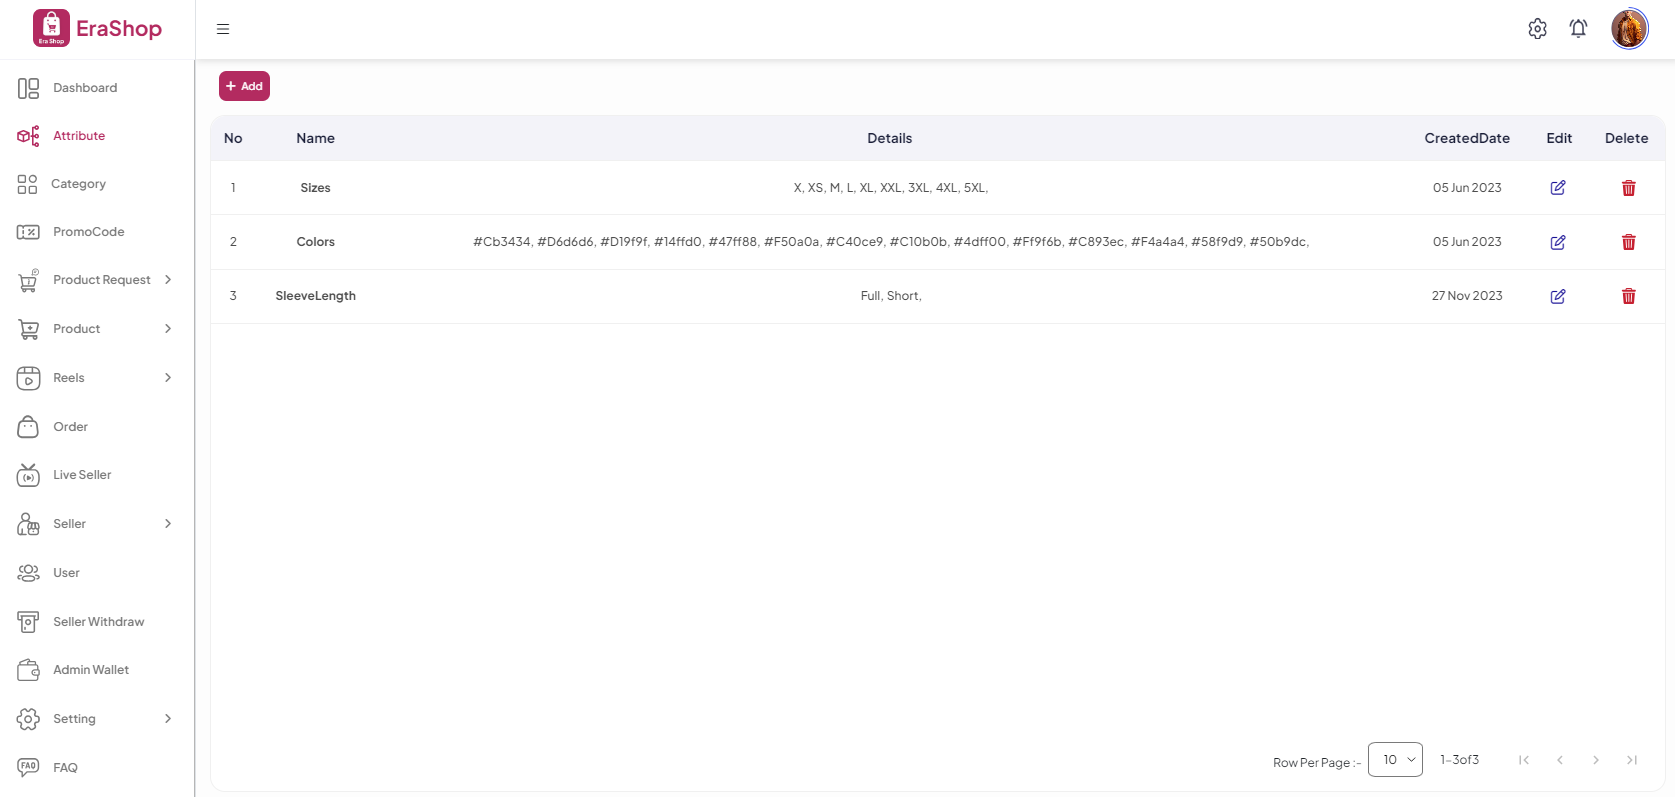 Era Shop
EraShop
Dashboard
Attribute
Category
PromoCode
Product Request
Product
Reels
Order
Live Seller
Seller
User
Seller Withdraw
Admin Wallet
Setting
FAQ
FAQ
+ Add
No Name Details CreatedDate Edit Delete
1 Sizes X, XS, M, L, XL, XXL, 3XL, 4XL, 5XL, 05 Jun 2023
2 Colors #Cb3434, #D6d6d6, #D19f9f, #14ffd0, #47ff88, #F50a0a, #C40ce9, #C10b0b, #4dff00, #Ff9f6b, #C893ec, #F4a4a4, #58f9d9, #50b9dc, 05 Jun 2023
3 SleeveLength Full, Short, 27 Nov 2023
Row Per Page :- 10 1-3of3